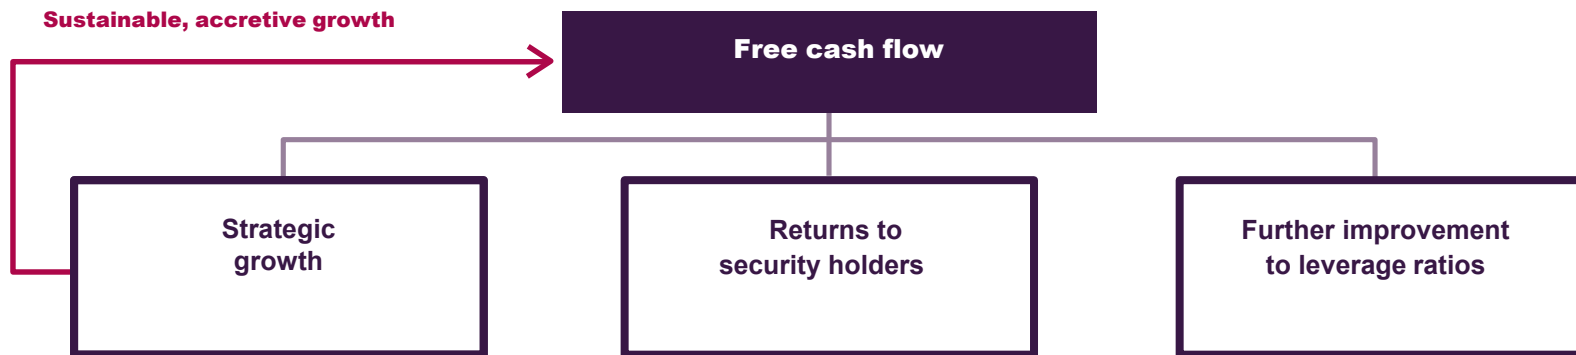 Sustainable, accretive growth
Free cash flow
Strategic
growth
Returns to
security holders
Further improvement
to leverage ratios